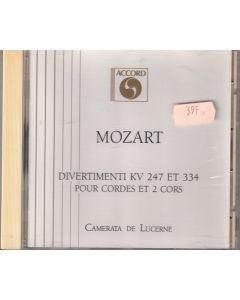 ACCORD
39F
MOZART
DIVERTIMENTI KV 247 ET 334
POUR CORDES ET 2 CORS
CAMERATA DE LUCERNE